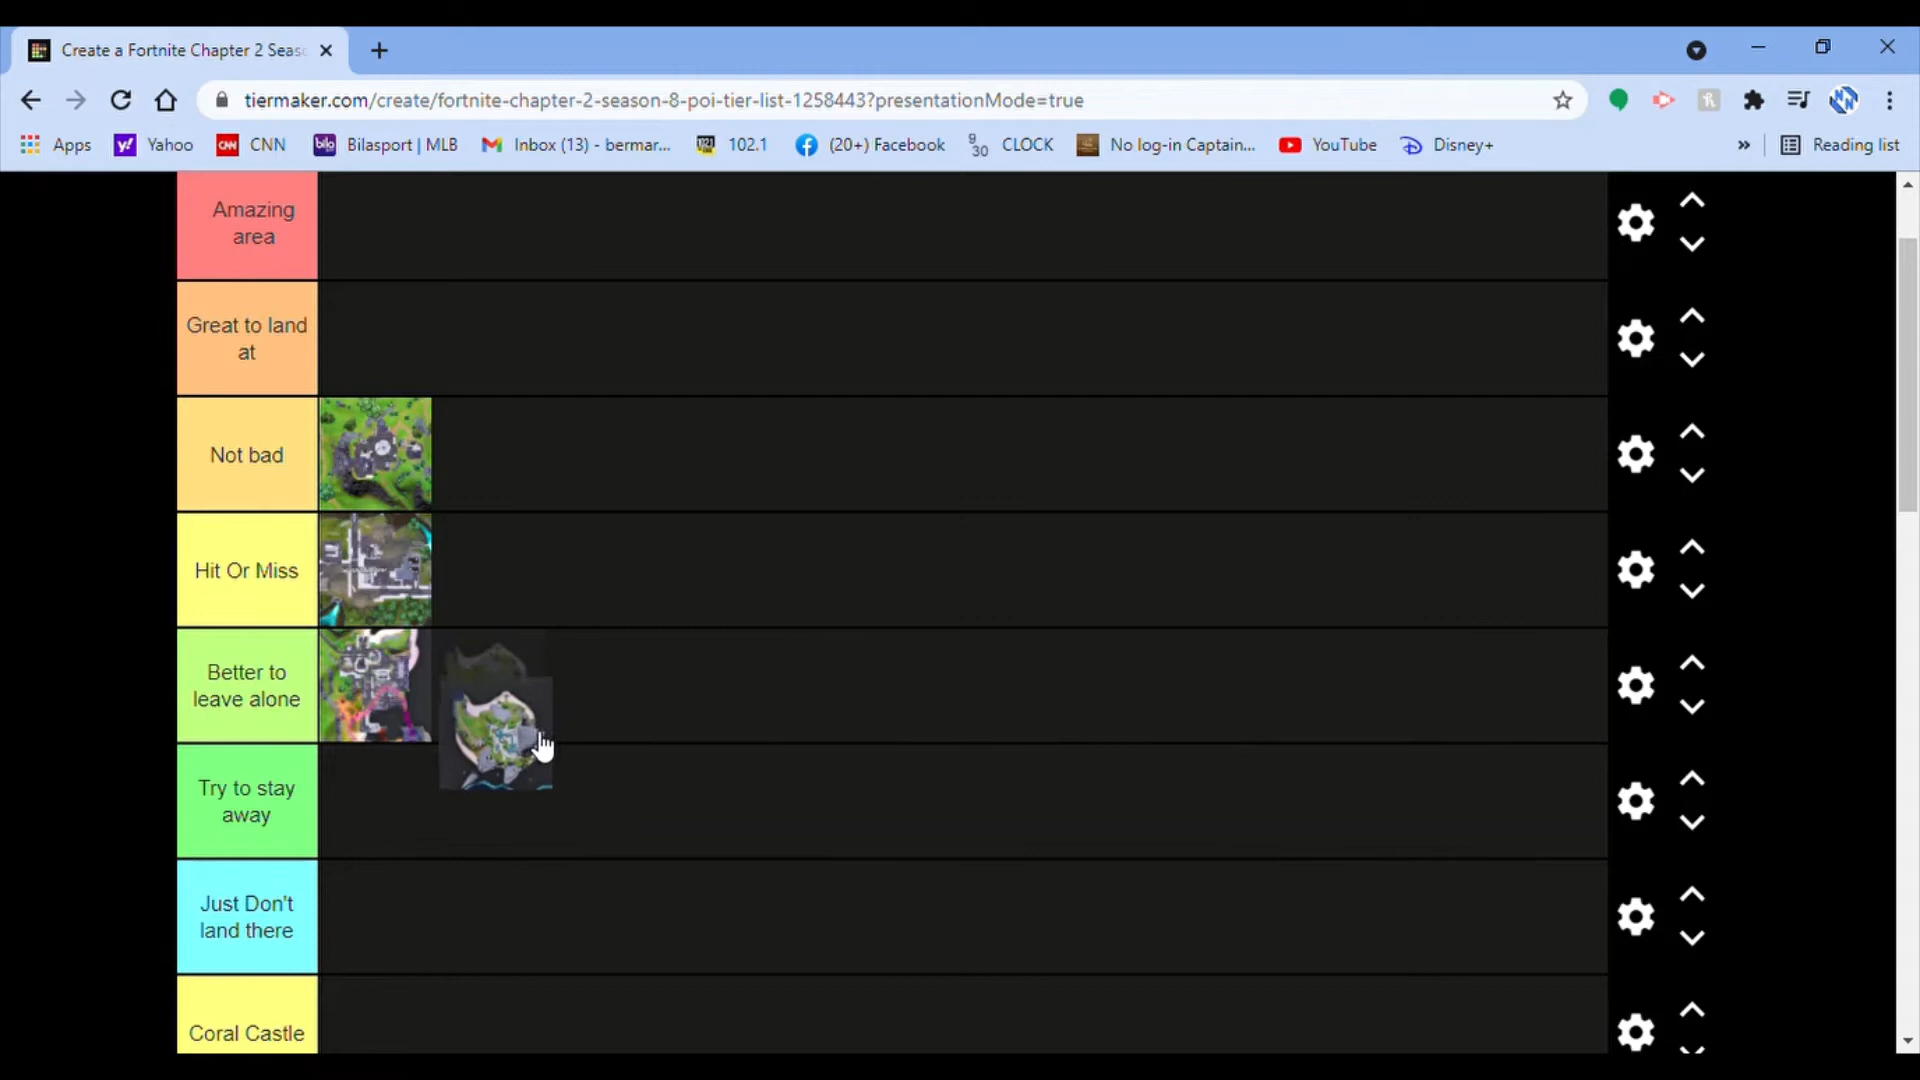 Create a Fortnite Chapter 2 Seas
tiermaker.com/create/fortnite-chapter-2-season-8-poi-tier-list-1258443?presentationMode=true
Apps Yahoo CNN Bilasport | MLB Inbox (13) - bermar... 102.1 (20+) Facebook 9 30 CLOCK No log-in Captain... YouTube Disney+ » Reading list
Amazing
area
Great to land
at
Not bad
Hit Or Miss
Better to
leave alone
Try to stay
away
Just Don't
land there
Coral Castle